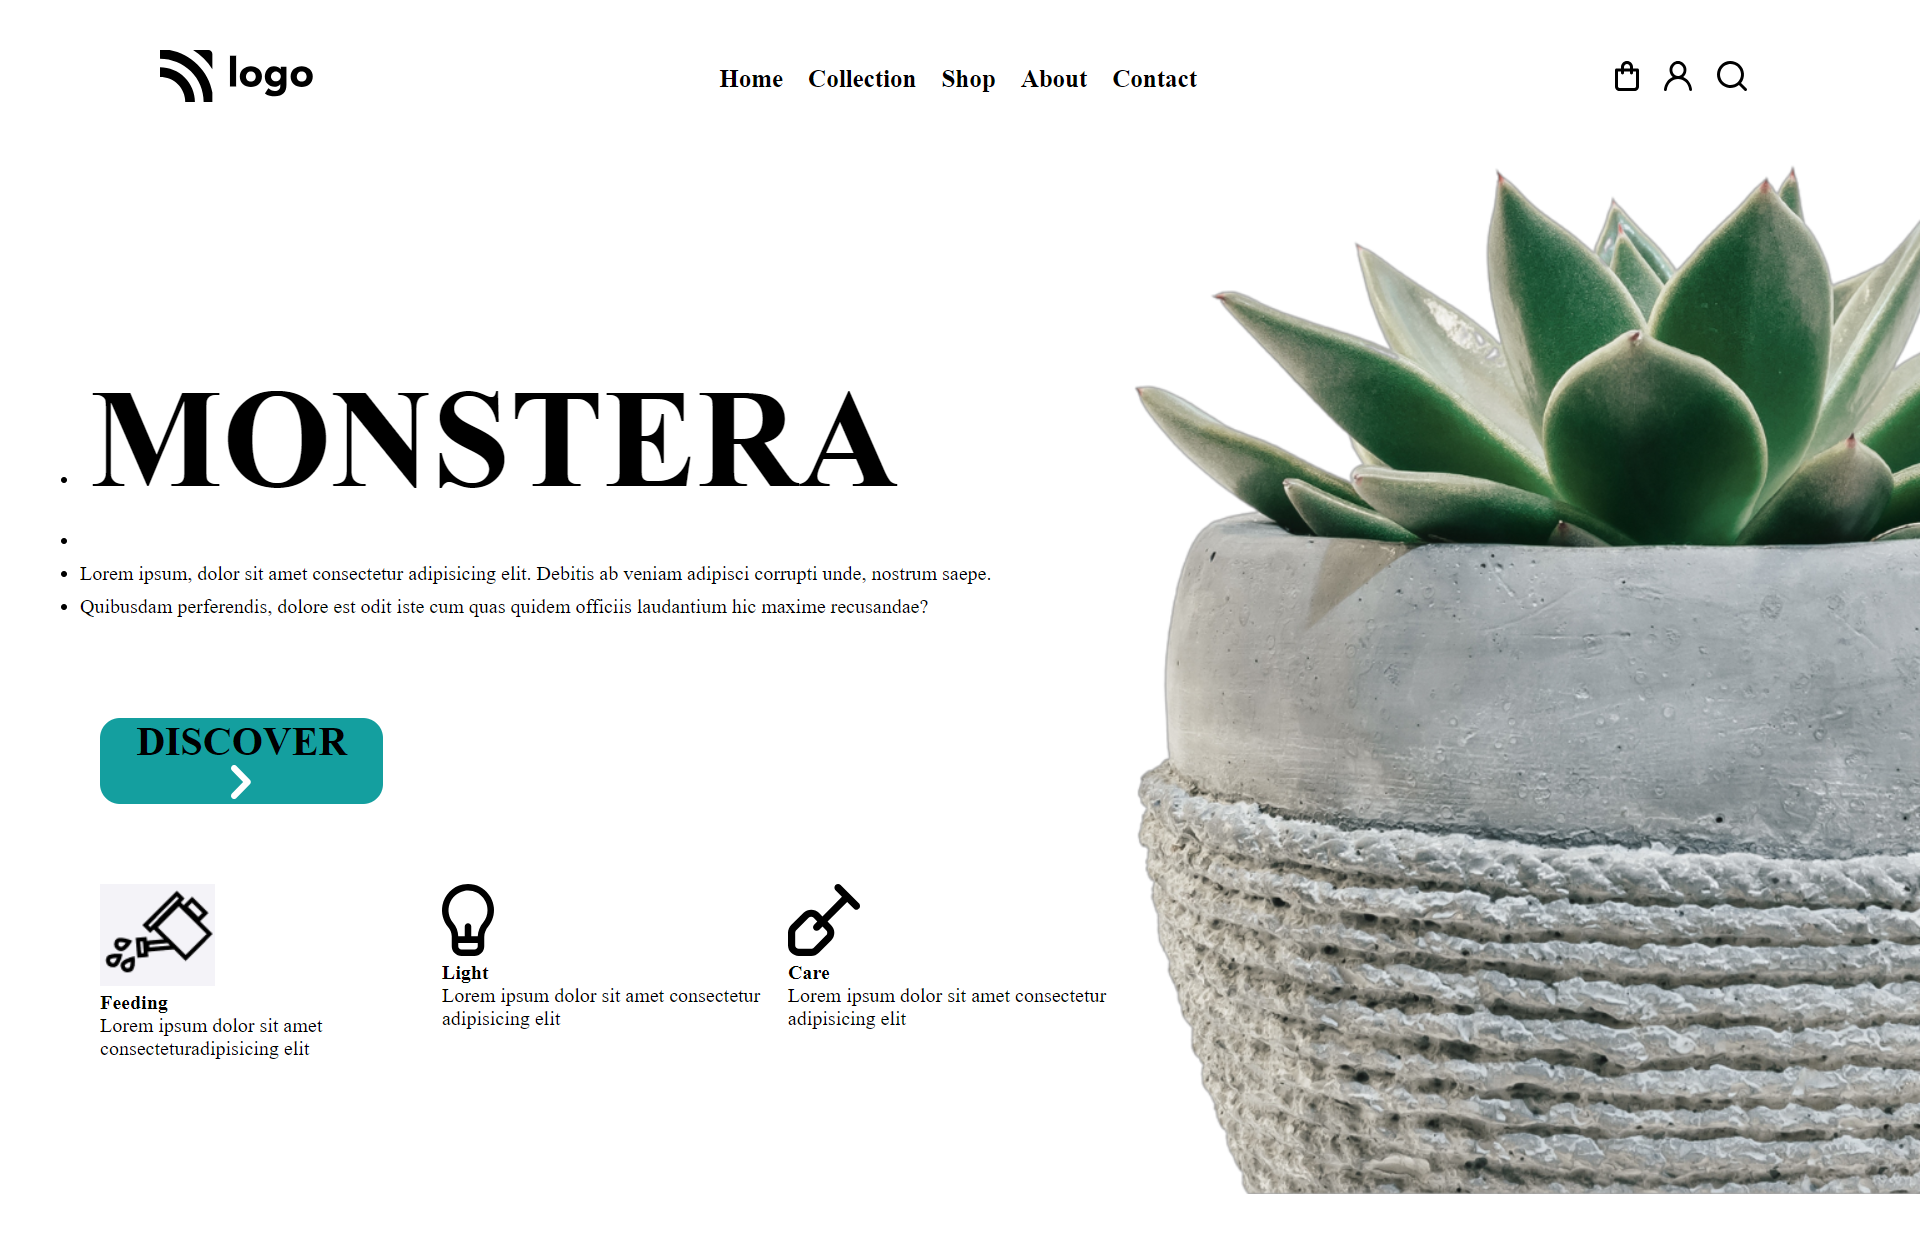 logo
Home Collection Shop About Contact
MONSTERA
Lorem ipsum, dolor sit amet consectetur adipisicing elit. Debitis ab veniam adipisci corrupti unde, nostrum saepe.
Quibusdam perferendis, dolore est odit iste cum quas quidem officiis laudantium hic maxime recusandae?
DISCOVER
Feeding
Lorem ipsum dolor sit amet
consecteturadipisicing elit
Light
Lorem ipsum dolor sit amet consectetur
adipisicing elit
Care
Lorem ipsum dolor sit amet consectetur
adipisicing elit